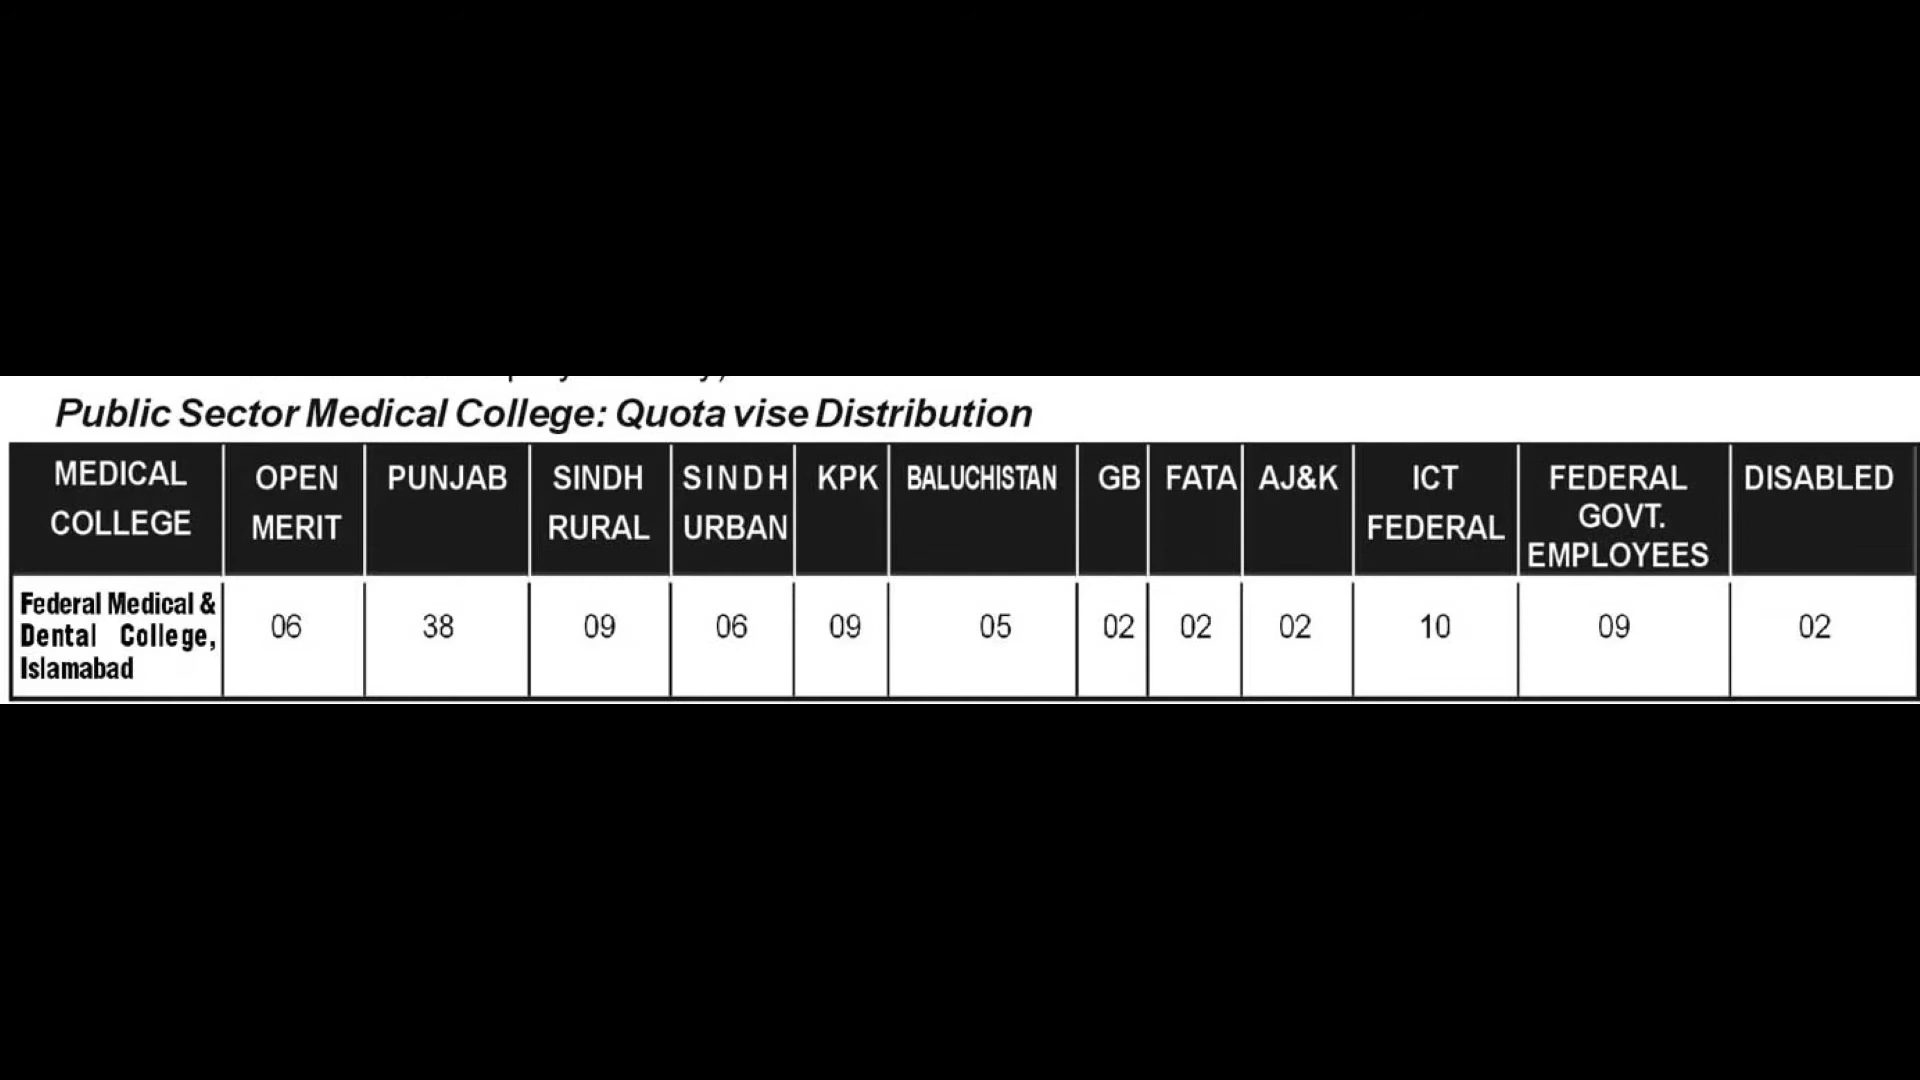 Public Sector Medical College: Quota vise Distribution
MEDICAL COLLEGE OPEN MERIT PUNJAB SINDH RURAL SINDH URBAN KPK BALUCHISTAN GB FATA AJ&K ICT FEDERAL FEDERAL GOVT. EMPLOYEES DISABLED
Federal Medical & Dental College, Islamabad 06 38 09 06 09 05 02 02 02 10 09 02